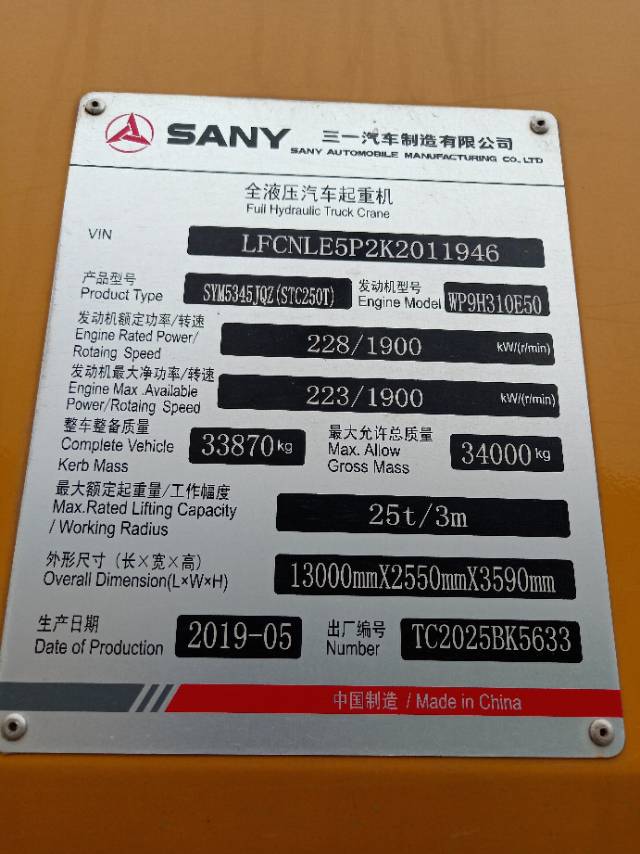 SANY 三一汽车制造有限公司
SANY AUTOMOBILE MANUFACTURING CO., LTD
全液压汽车起重机
Full Hydraulic Truck Crane
VIN LFCNLE5P2K2011946
产品型号 发动机型号
Product Type SYM5345JQZ(STC250T) Engine Model WP9H310E50
发动机额定功率/转速
Engine Rated Power/
Rotaing Speed 228/1900 kW/(r/min)
发动机最大净功率/转速
Engine Max .Available
Power/Rotaing Speed 223/1900 kW/(r/min)
整车整备质量 最大允许总质量
Complete Vehicle 33870kg Max. Allow 34000kg
Kerb Mass Gross Mass
最大额定起重量/工作幅度
Max.Rated Lifting Capacity 25t/3m
/ Working Radius
外形尺寸（长×宽×高）
Overall Dimension(L×W×H) 13000mmX2550mmX3590mm
生产日期 出厂编号
Date of Production 2019-05 Number TC2025BK5633
中国制造 / Made in China